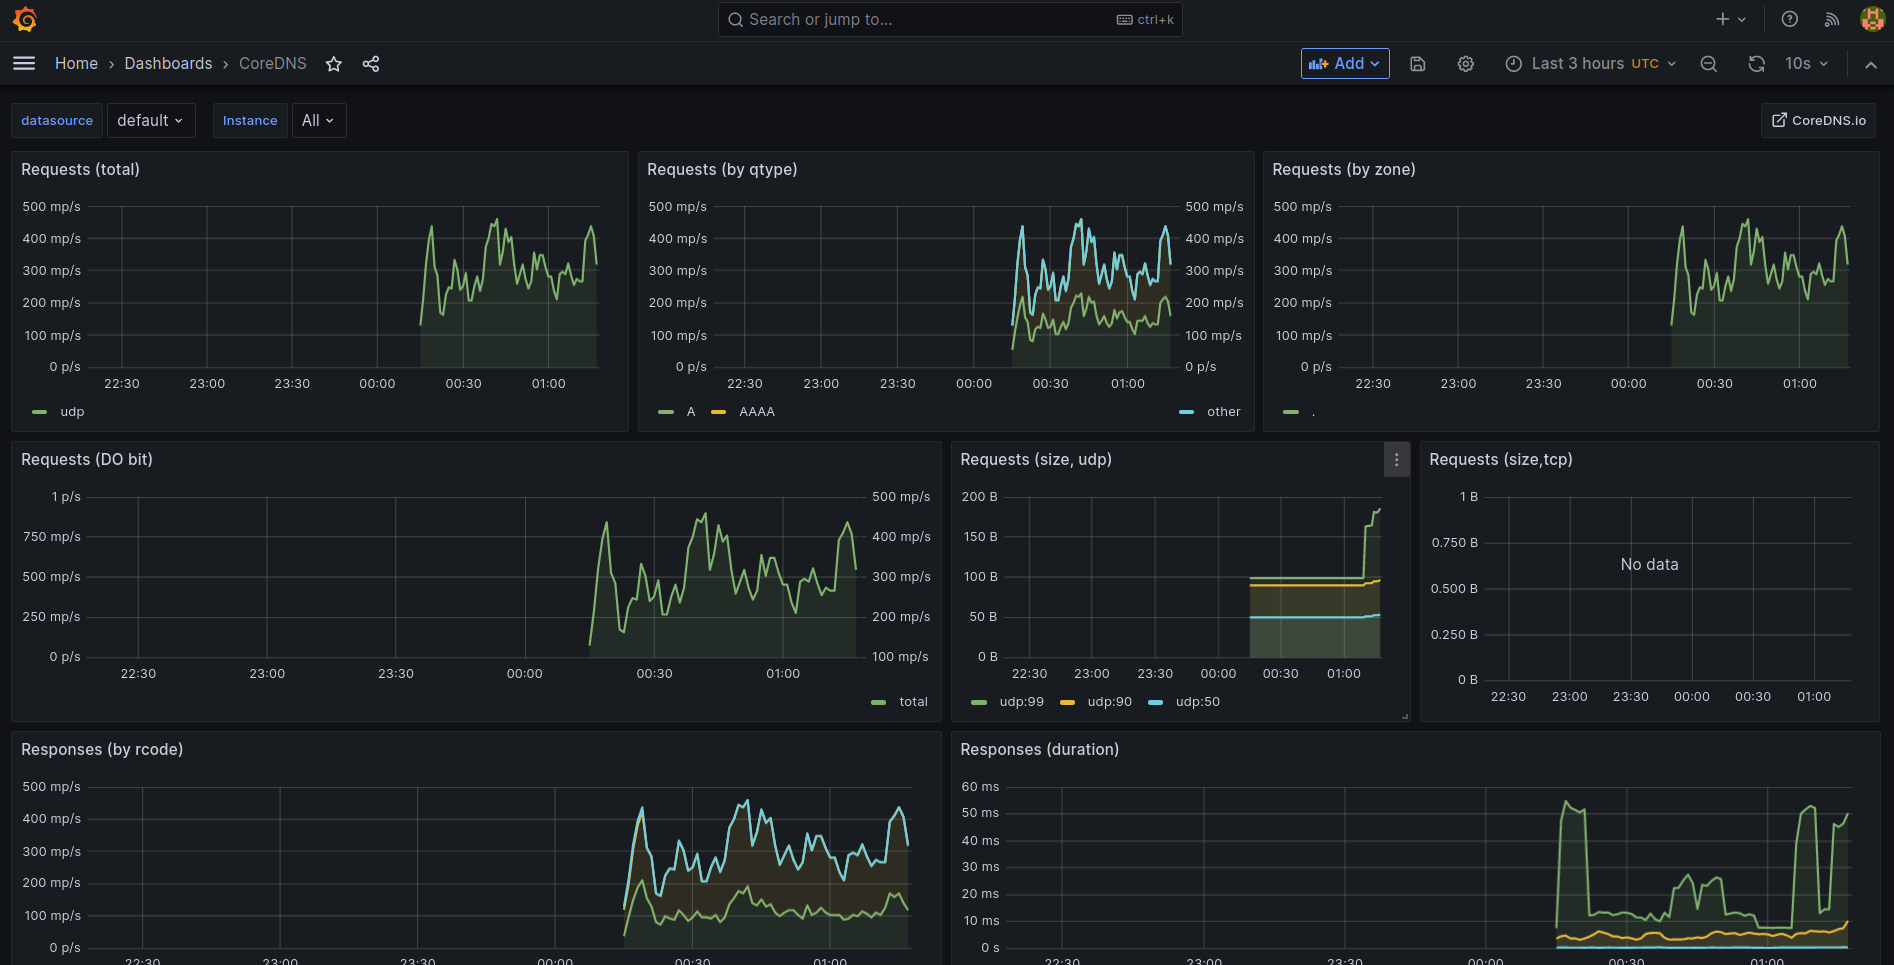 Search or jump to... ctrl+k
Home › Dashboards › CoreDNS Add Last 3 hours UTC 10s
datasource default Instance All CoreDNS.io
Requests (total)
500 mp/s
400 mp/s
300 mp/s
200 mp/s
100 mp/s
0 p/s
22:30 23:00 23:30 00:00 00:30 01:00
udp
Requests (by qtype)
500 mp/s 500 mp/s
400 mp/s 400 mp/s
300 mp/s 300 mp/s
200 mp/s 200 mp/s
100 mp/s 100 mp/s
0 p/s 0 p/s
22:30 23:00 23:30 00:00 00:30 01:00
A AAAA other
Requests (by zone)
500 mp/s
400 mp/s
300 mp/s
200 mp/s
100 mp/s
0 p/s
22:30 23:00 23:30 00:00 00:30 01:00
.
Requests (DO bit)
1 p/s 500 mp/s
750 mp/s 400 mp/s
500 mp/s 300 mp/s
250 mp/s 200 mp/s
0 p/s 100 mp/s
22:30 23:00 23:30 00:00 00:30 01:00
total
Requests (size, udp)
200 B
150 B
100 B
50 B
0 B
22:30 23:00 23:30 00:00 00:30 01:00
udp:99 udp:90 udp:50
Requests (size,tcp)
1 B
0.750 B
No data
0.500 B
0.250 B
0 B
22:30 23:00 23:30 00:00 00:30 01:00
Responses (by rcode)
500 mp/s
400 mp/s
300 mp/s
200 mp/s
100 mp/s
0 p/s
22:30 23:00 23:30 00:00 00:30 01:00
Responses (duration)
60 ms
50 ms
40 ms
30 ms
20 ms
10 ms
0 s
22:30 23:00 23:30 00:00 00:30 01:00